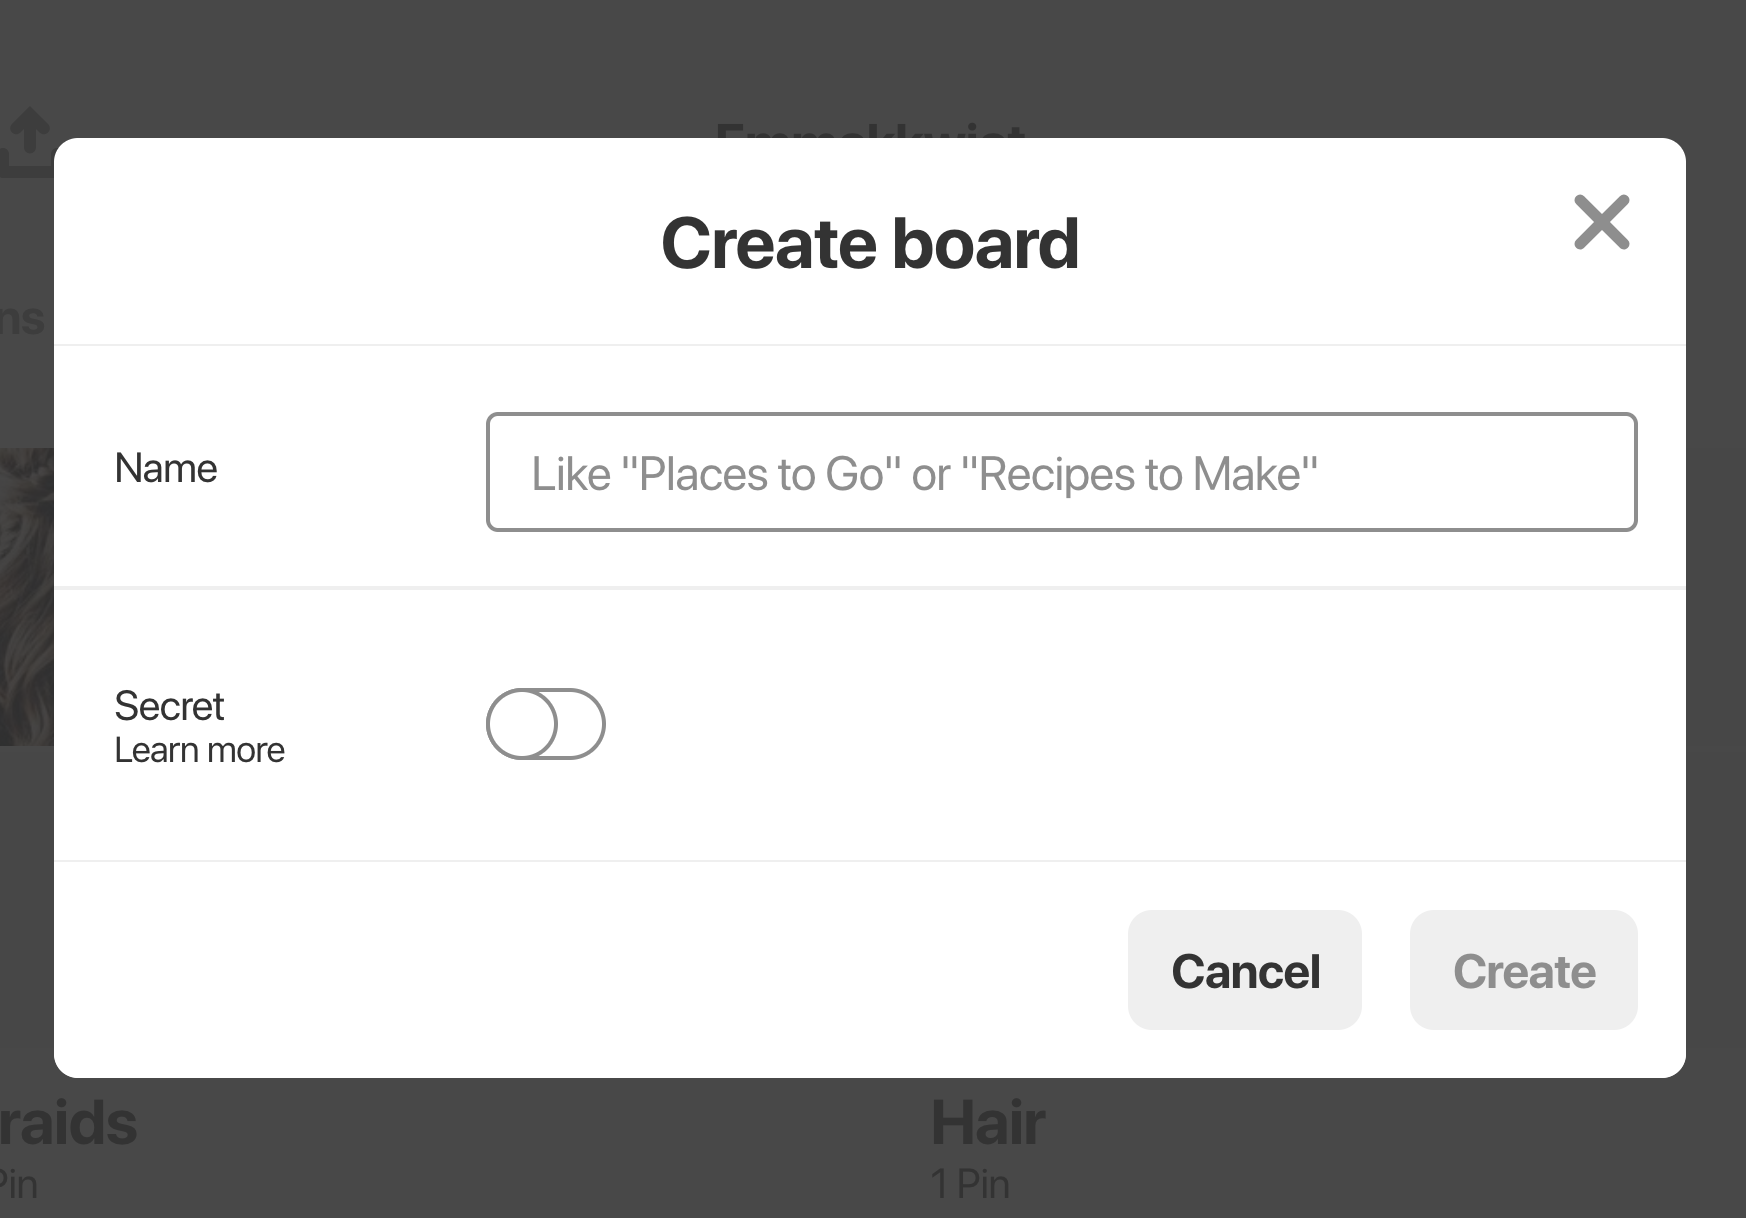 Create board
Name
Like "Places to Go" or "Recipes to Make"
Secret
Learn more
Cancel
Create
Hair
1 Pin